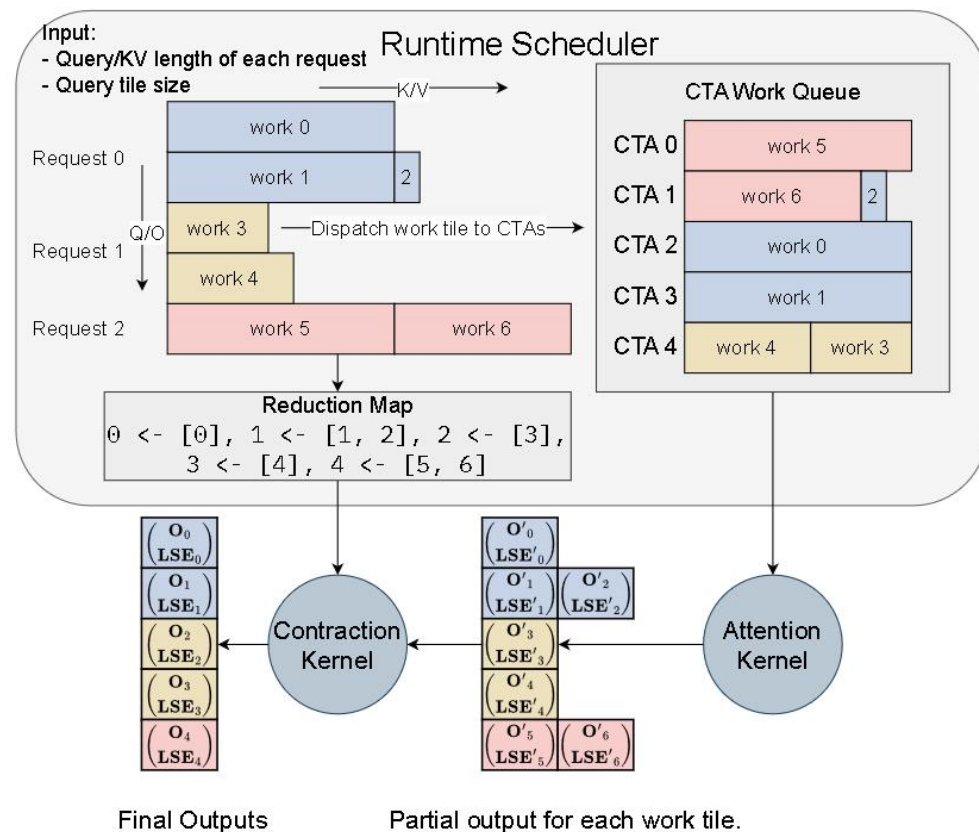 Input:
- Query/KV length of each request
- Query tile size
Runtime Scheduler
K/V
Request 0
Request 1
Request 2
Q/O
work 0
work 1
2
work 3
work 4
work 5
work 6
Dispatch work tile to CTAs
CTA Work Queue
CTA 0
work 5
CTA 1
work 6
2
CTA 2
work 0
CTA 3
work 1
CTA 4
work 4
work 3
Reduction Map
0 <- [0], 1 <- [1, 2], 2 <- [3],
3 <- [4], 4 <- [5, 6]
O₀
LSE₀
O₁
LSE₁
O₂
LSE₂
O₃
LSE₃
O₄
LSE₄
Contraction
Kernel
O'₀
LSE'₀
O'₁
LSE'₁
O'₂
LSE'₂
O'₃
LSE'₃
O'₄
LSE'₄
O'₅
LSE'₅
O'₆
LSE'₆
Attention
Kernel
Final Outputs
Partial output for each work tile.